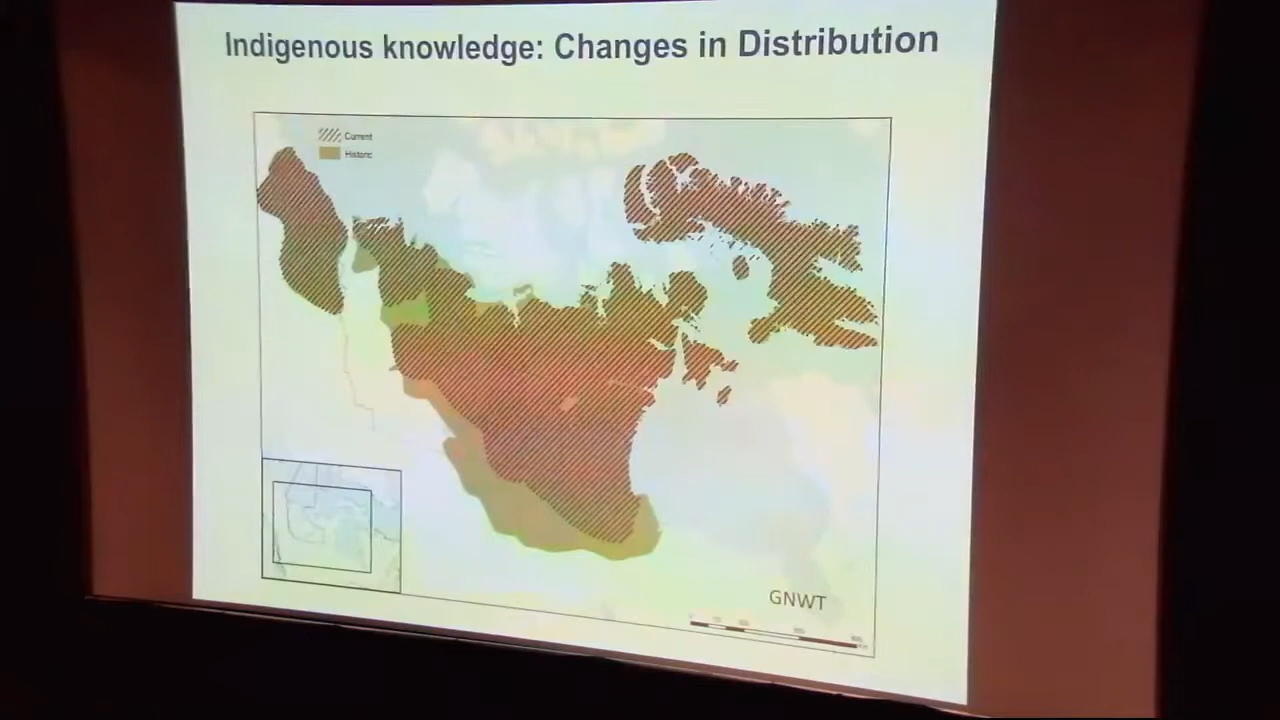 Indigenous knowledge: Changes in Distribution
Current
Historic
GNWT